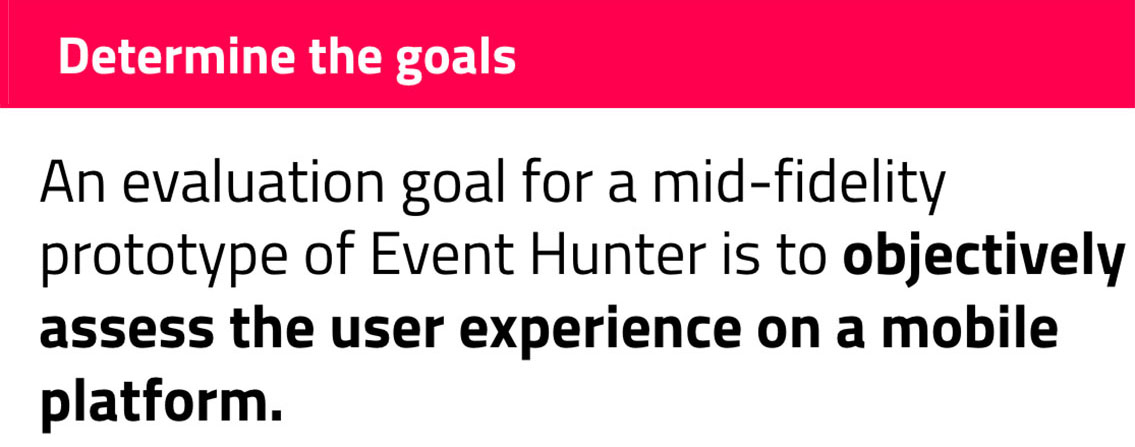 Determine the goals
An evaluation goal for a mid-fidelity
prototype of Event Hunter is to objectively
assess the user experience on a mobile
platform.